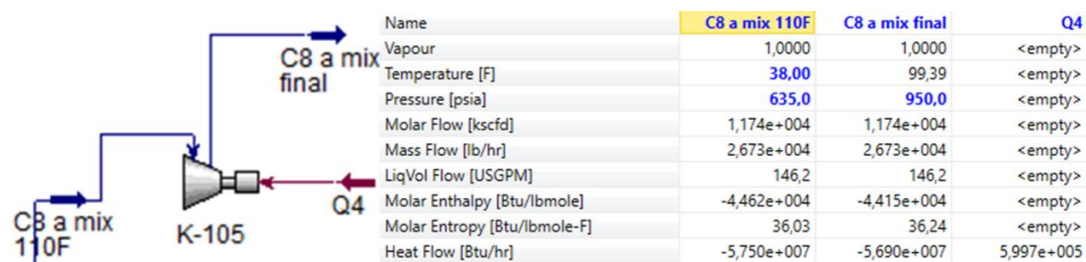 C8 a mix final
Q4
K-105
C8 a mix 110F
Name C8 a mix 110F C8 a mix final Q4
Vapour 1,0000 1,0000 <empty>
Temperature [F] 38,00 99,39 <empty>
Pressure [psia] 635,0 950,0 <empty>
Molar Flow [kscfd] 1,174e+004 1,174e+004 <empty>
Mass Flow [lb/hr] 2,673e+004 2,673e+004 <empty>
LiqVol Flow [USGPM] 146,2 146,2 <empty>
Molar Enthalpy [Btu/lbmole] -4,462e+004 -4,415e+004 <empty>
Molar Entropy [Btu/lbmole-F] 36,03 36,24 <empty>
Heat Flow [Btu/hr] -5,750e+007 -5,690e+007 5,997e+005